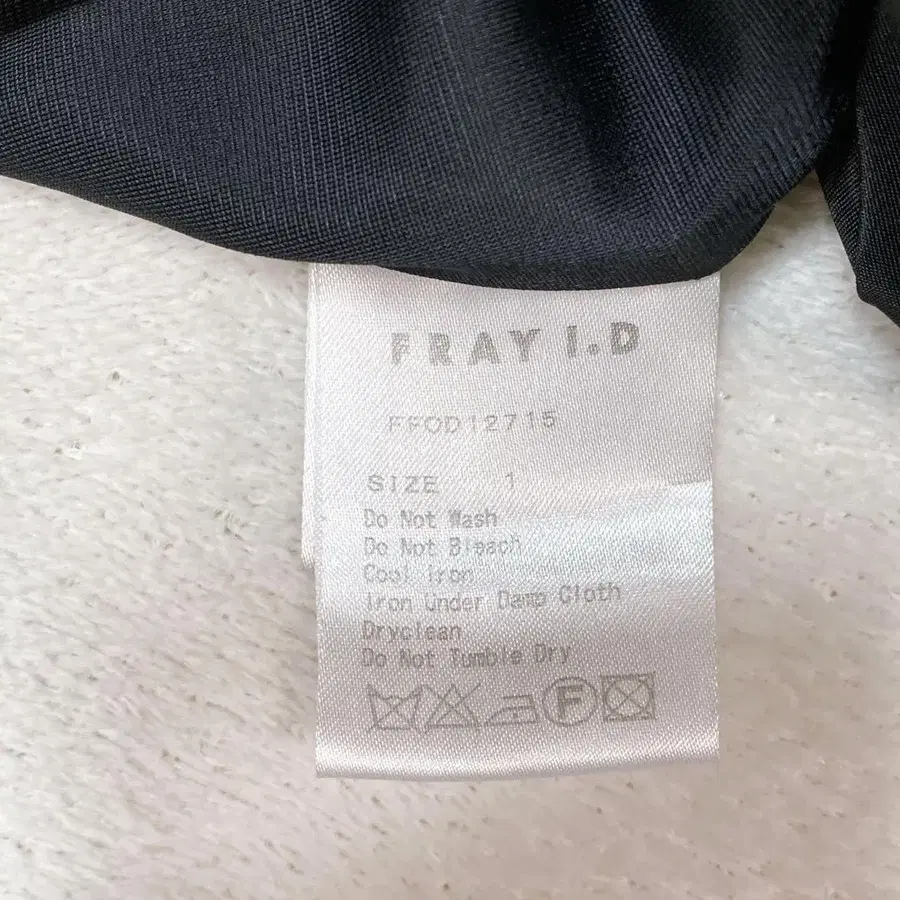 FRAY I.D
FFOD12715
SIZE 1
Do Not Wash
Do Not Bleach
Cool Iron
Iron Under Damp Cloth
Dryclean
Do Not Tumble Dry
F